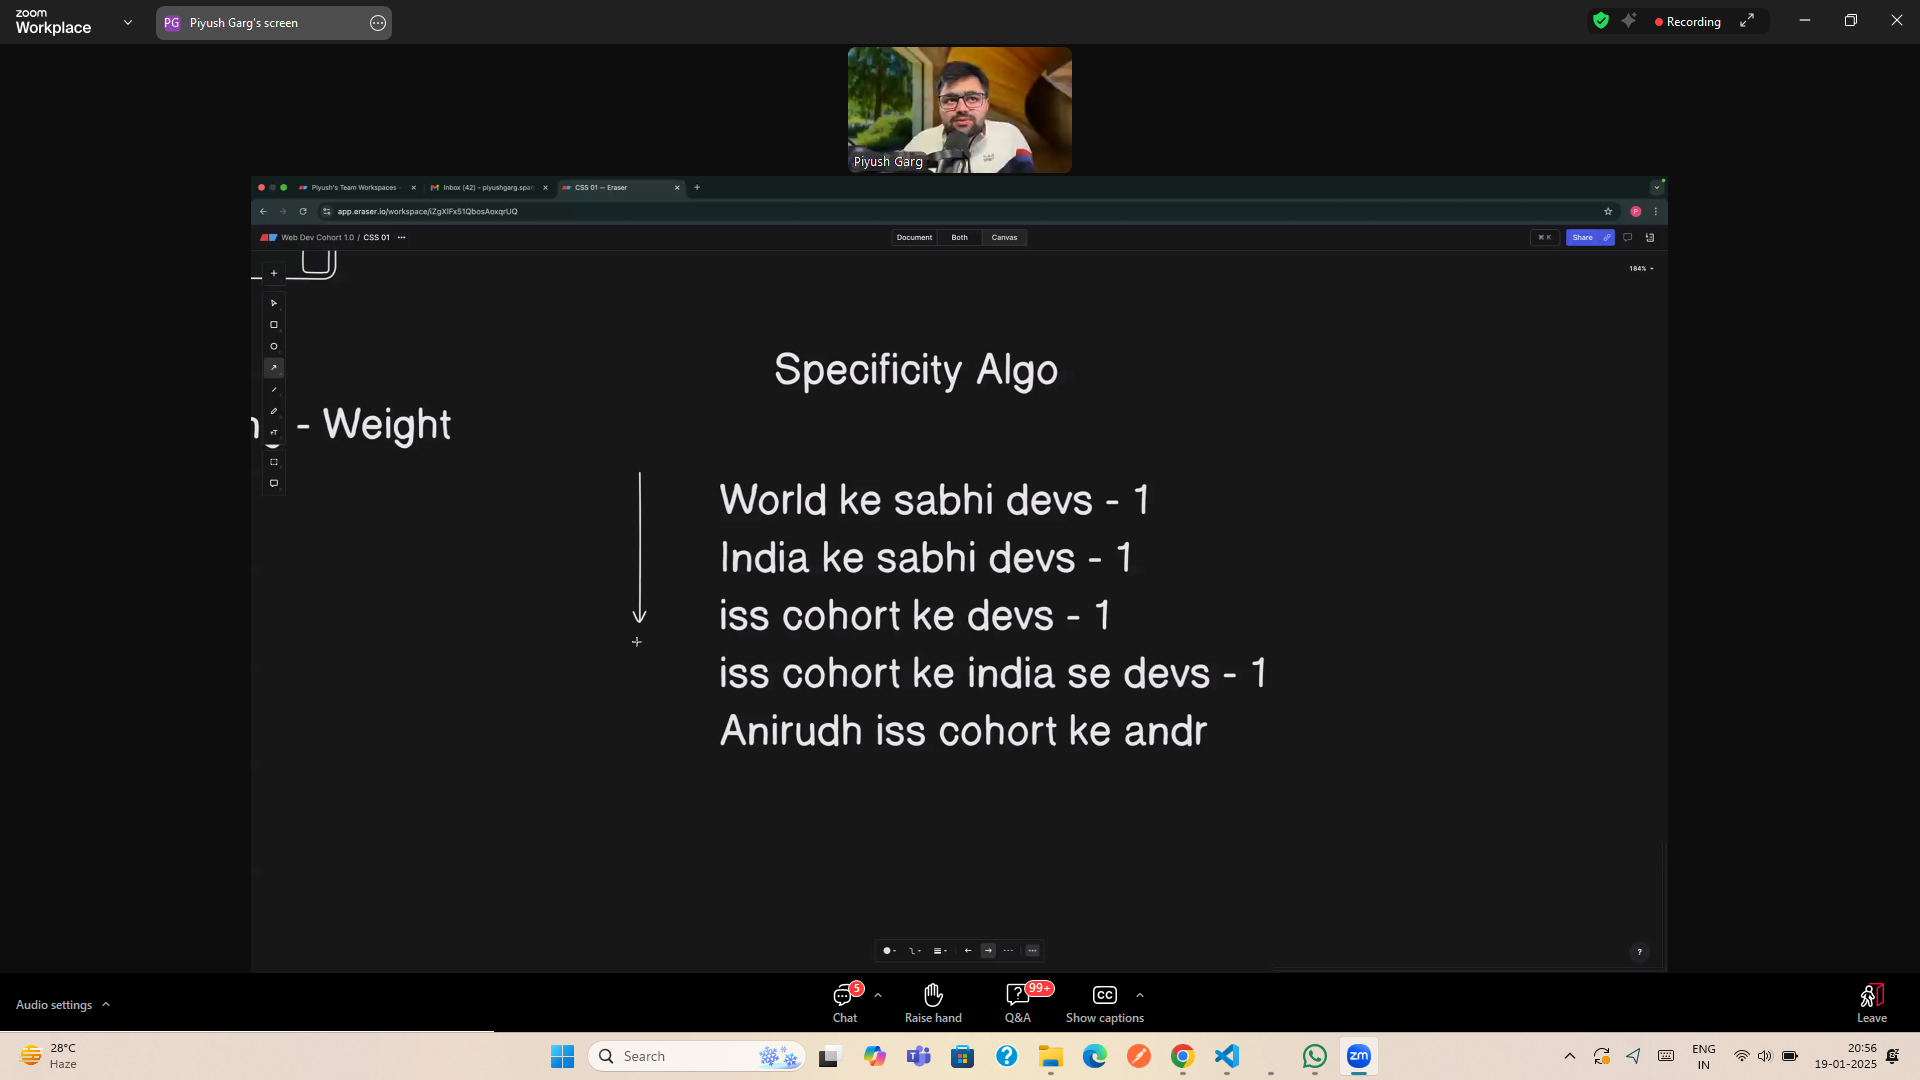 zoom
Workplace
PG Piyush Garg's screen
Recording
Piyush Garg
Piyush's Team Workspaces
Inbox (42) - piyushgarg.span
CSS 01 — Eraser
app.eraser.io/workspace/iZgXlFx51QbosAoxqrUQ
P
Web Dev Cohort 1.0 / CSS 01 •••
Document Both Canvas
⌘ K
Share
184%
Specificity Algo
- Weight
World ke sabhi devs - 1
India ke sabhi devs - 1
iss cohort ke devs - 1
iss cohort ke india se devs - 1
Anirudh iss cohort ke andr
?
Audio settings
5
Chat
Raise hand
99+
Q&A
CC
Show captions
Leave
28°C
Haze
Search
zm
ENG
IN
20:56
19-01-2025